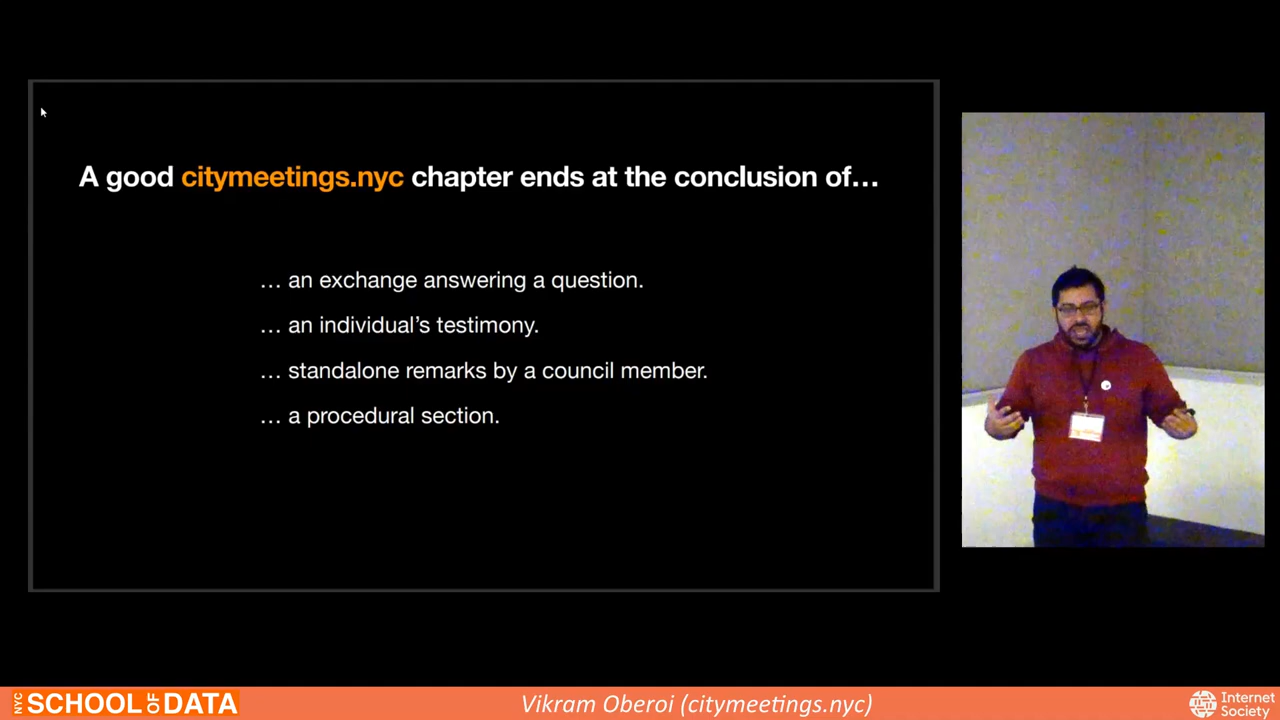 A good citymeetings.nyc chapter ends at the conclusion of…
… an exchange answering a question.
… an individual’s testimony.
… standalone remarks by a council member.
… a procedural section.
NYC SCHOOL OF DATA
Vikram Oberoi (citymeetings.nyc)
Internet
Society